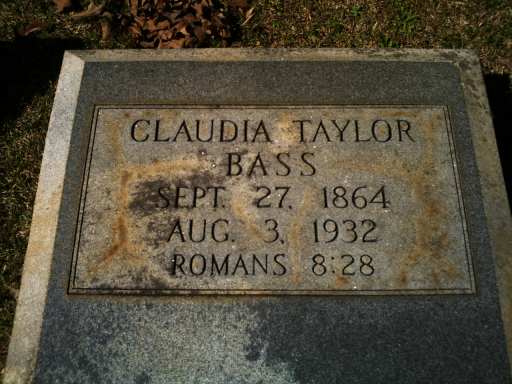 CLAUDIA TAYLOR
BASS
SEPT. 27, 1864
AUG. 3, 1932
ROMANS 8:28